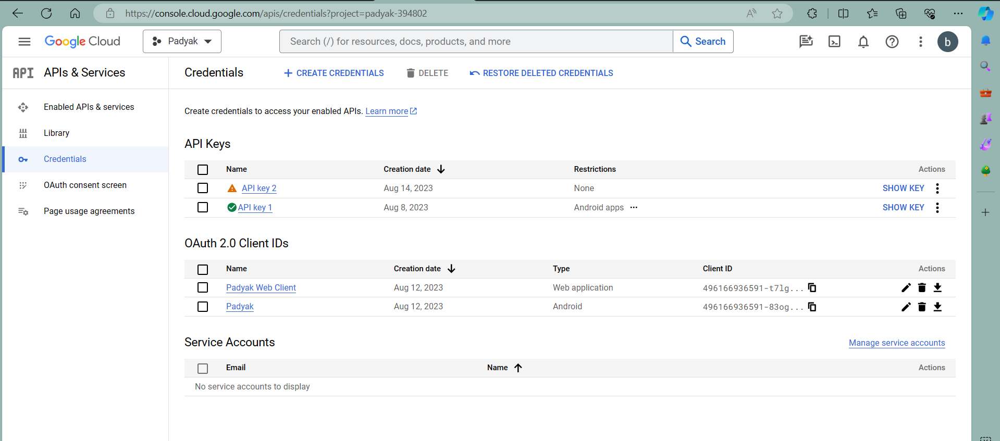 https://console.cloud.google.com/apis/credentials?project=padyak-394802
Google Cloud
Padyak
Search (/) for resources, docs, products, and more
Search
b
API APIs & Services
Credentials
CREATE CREDENTIALS
DELETE
RESTORE DELETED CREDENTIALS
Enabled APIs & services
Library
Credentials
OAuth consent screen
Page usage agreements
Create credentials to access your enabled APIs. Learn more
API Keys
Name Creation date Restrictions Actions
API key 2 Aug 14, 2023 None SHOW KEY
API key 1 Aug 8, 2023 Android apps ... SHOW KEY
OAuth 2.0 Client IDs
Name Creation date Type Client ID Actions
Padyak Web Client Aug 12, 2023 Web application 496166936591-t7lg...
Padyak Aug 12, 2023 Android 496166936591-83og...
Service Accounts Manage service accounts
Email Name Actions
No service accounts to display